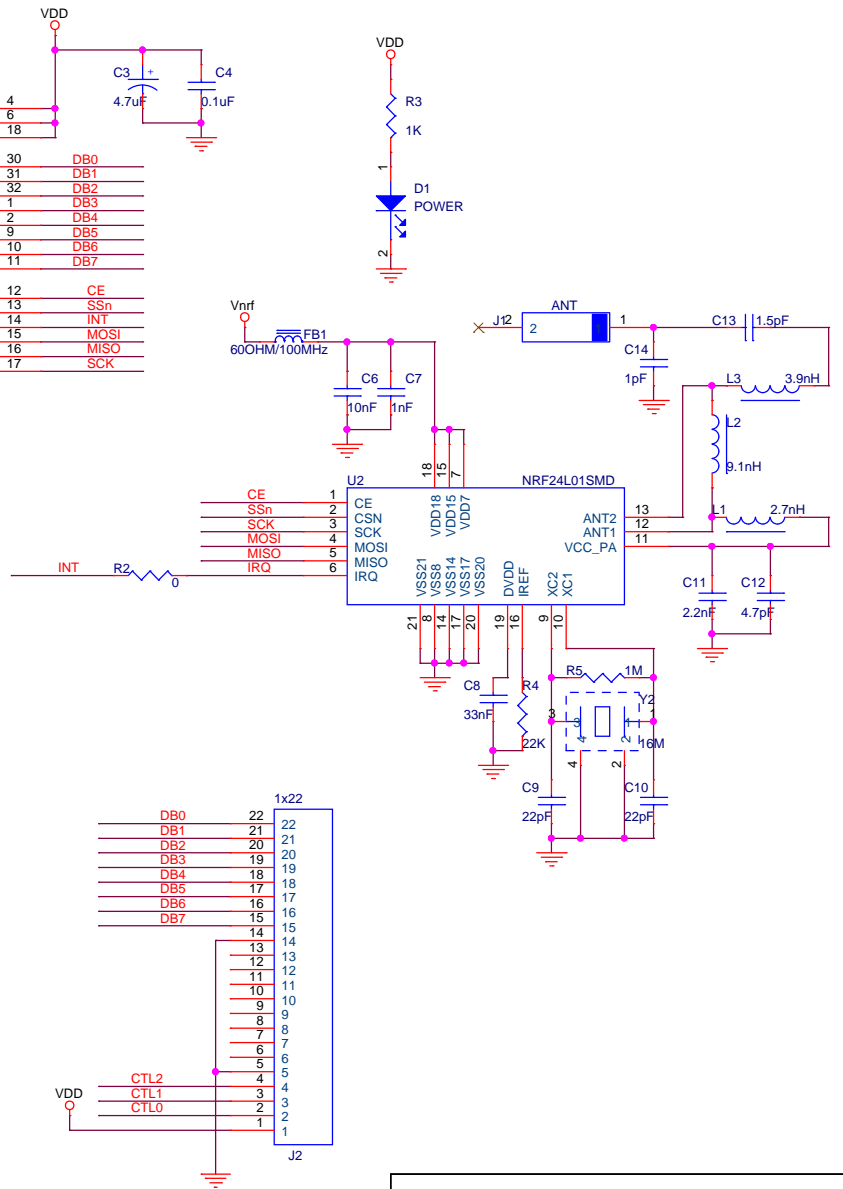 VDD
C3
+
C4
4.7uF
0.1uF
4
6
18
30 DB0
31 DB1
32 DB2
1 DB3
2 DB4
9 DB5
10 DB6
11 DB7
12 CE
13 SSn
14 INT
15 MOSI
16 MISO
17 SCK
VDD
R3
1K
1
D1
POWER
2
Vnrf
FB1
60OHM/100MHz
C6
10nF
C7
1nF
ANT
J1 2
2
1
C13
1.5pF
C14
1pF
L3
3.9nH
L2
9.1nH
L1
2.7nH
C11
2.2nF
C12
4.7pF
U2
NRF24L01SMD
18
15
7
VDD18
VDD15
VDD7
CE 1 CE
SSn 2 CSN
SCK 3 SCK
MOSI 4 MOSI
MISO 5 MISO
INT
R2
0
IRQ 6 IRQ
ANT2 13
ANT1 12
VCC_PA 11
VSS21
VSS8
VSS14
VSS17
VSS20
DVDD
IREF
XC2
XC1
21
8
14
17
20
19
16
9
10
C8
33nF
R4
22K
R5
1M
Y2
16M
3
3
1
1
4
2
4
2
C9
22pF
C10
22pF
1x22
DB0 22 22
DB1 21 21
DB2 20 20
DB3 19 19
DB4 18 18
DB5 17 17
DB6 16 16
DB7 15 15
14 14
13 13
12 12
11 11
10 10
9 9
8 8
7 7
6 6
5 5
CTL2 4 4
CTL1 3 3
CTL0 2 2
VDD
1 1
J2